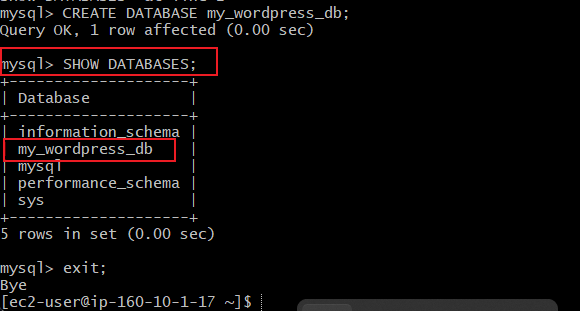 mysql> CREATE DATABASE my_wordpress_db;
Query OK, 1 row affected (0.00 sec)
mysql> SHOW DATABASES;
+--------------------+
| Database           |
+--------------------+
| information_schema |
| my_wordpress_db    |
| mysql              |
| performance_schema |
| sys                |
+--------------------+
5 rows in set (0.00 sec)
mysql> exit;
Bye
[ec2-user@ip-160-10-1-17 ~]$